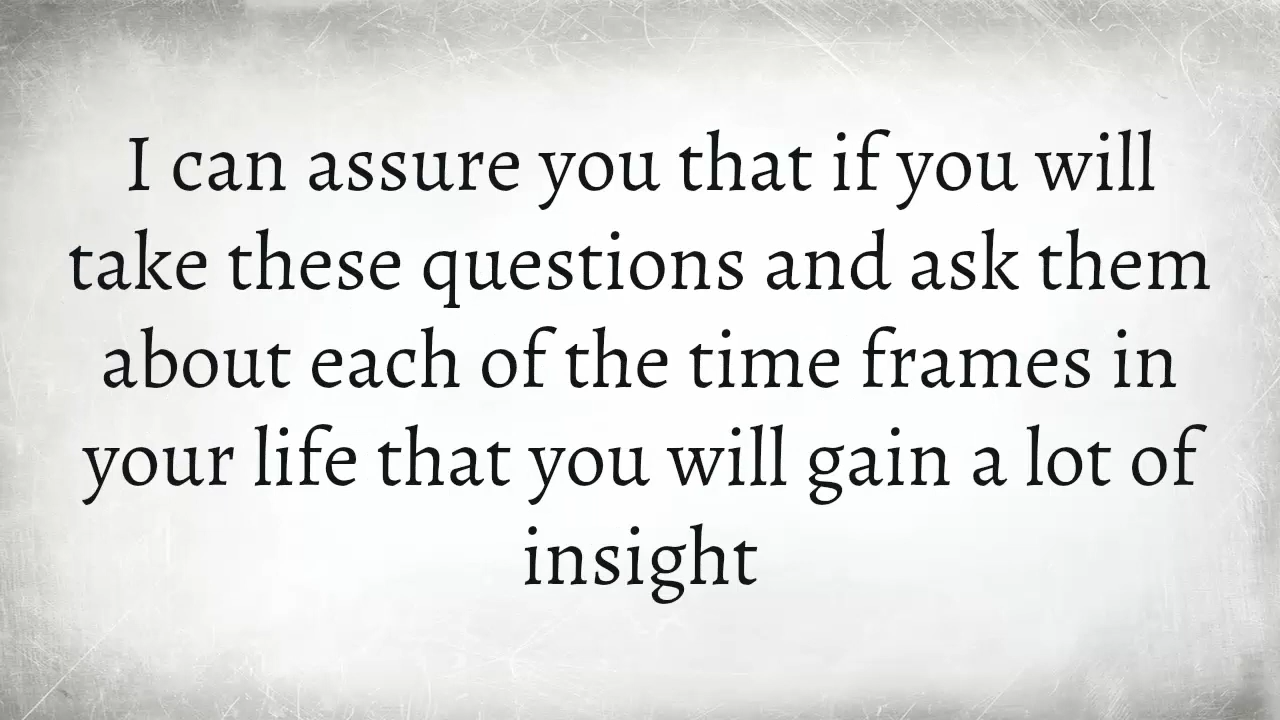 I can assure you that if you will
take these questions and ask them
about each of the time frames in
your life that you will gain a lot of
insight